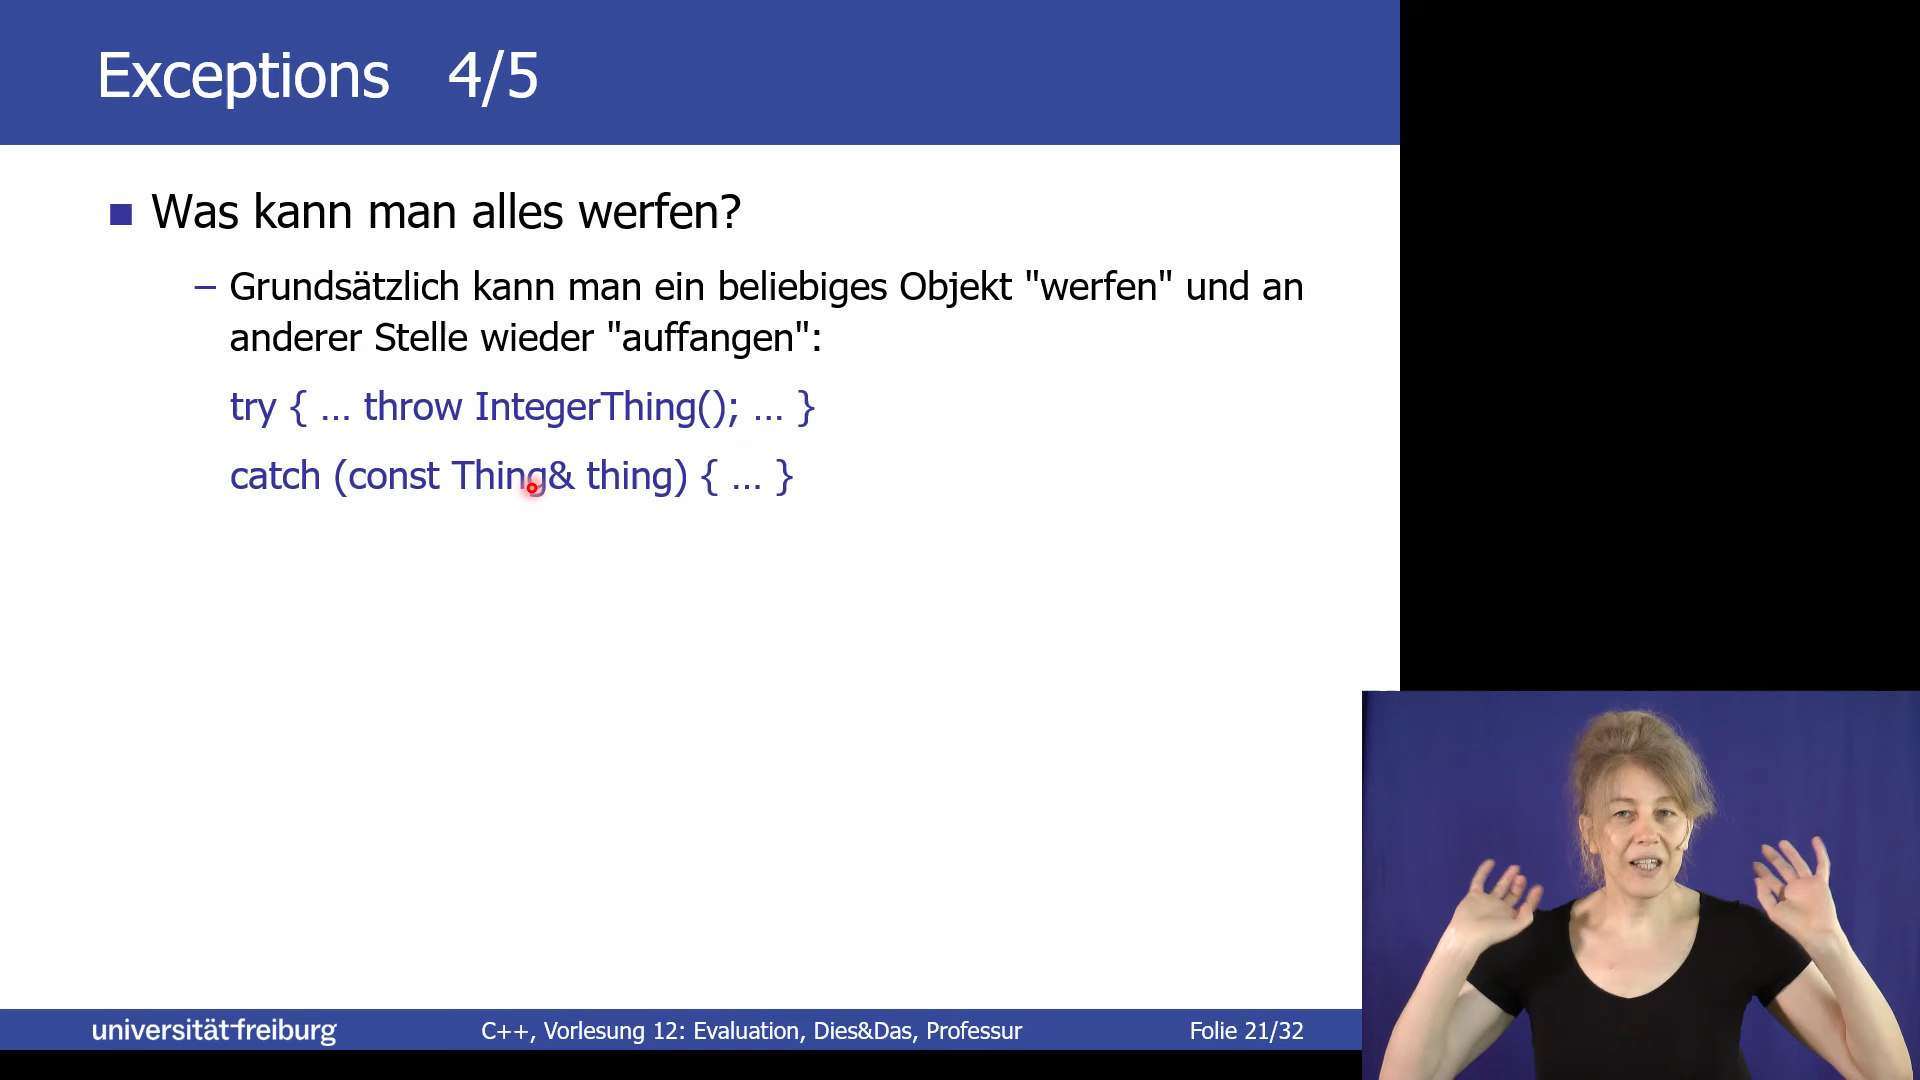 Exceptions 4/5
Was kann man alles werfen?
– Grundsätzlich kann man ein beliebiges Objekt "werfen" und an
anderer Stelle wieder "auffangen":
try { … throw IntegerThing(); … }
catch (const Thing& thing) { … }
universität freiburg
C++, Vorlesung 12: Evaluation, Dies&Das, Professur
Folie 21/32